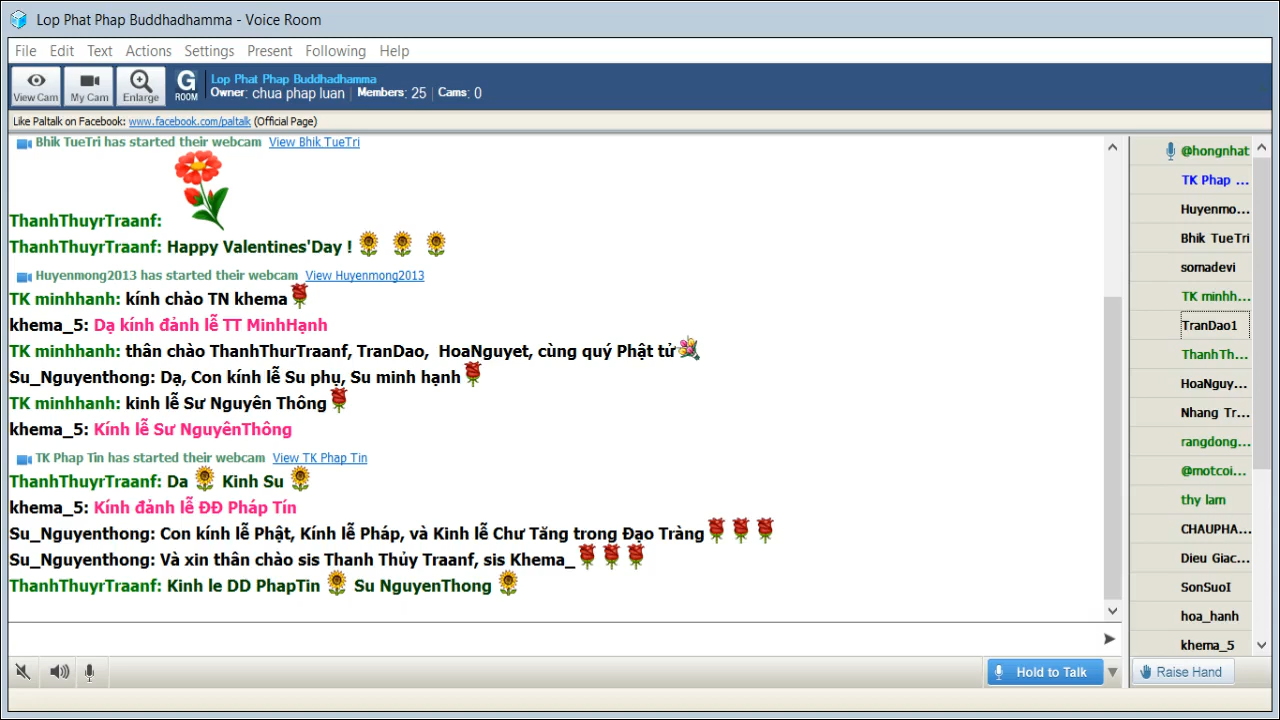 Lop Phat Phap Buddhadhamma - Voice Room
File Edit Text Actions Settings Present Following Help
View Cam My Cam Enlarge G ROOM
Lop Phat Phap Buddhadhamma
Owner: chua phap luan Members: 25 Cams: 0
Like Paltalk on Facebook: www.facebook.com/paltalk (Official Page)
Bhik TueTri has started their webcam View Bhik TueTri
ThanhThuyrTraanf:
ThanhThuyrTraanf: Happy Valentines'Day !
Huyenmong2013 has started their webcam View Huyenmong2013
TK minhhanh: kính chào TN khema
khema_5: Dạ kính đảnh lễ TT MinHạnh
TK minhhanh: thân chào ThanhThurTraanf, TranDao, HoaNguyet, cùng quý Phật tử
Su_Nguyenthong: Dạ, Con kính lễ Su phụ, Su minh hạnh
TK minhhanh: kinh lễ Sư Nguyên Thông
khema_5: Kính lễ Sư NguyênThông
TK Phap Tin has started their webcam View TK Phap Tin
ThanhThuyrTraanf: Da Kinh Su
khema_5: Kính đảnh lễ ĐĐ Pháp Tín
Su_Nguyenthong: Con kính lễ Phật, Kính lễ Pháp, và Kinh lễ Chư Tăng trong Đạo Tràng
Su_Nguyenthong: Và xin thân chào sis Thanh Thủy Traanf, sis Khema_
ThanhThuyrTraanf: Kinh le DD PhapTin Su NguyenThong
Hold to Talk
@hongnhat
TK Phap ...
Huyenmo...
Bhik TueTri
somadevi
TK minhh...
TranDao1
ThanhTh...
HoaNguy...
Nhang Tr...
rangdong...
@motcoi...
thy lam
CHAUPHA...
Dieu Giac...
SonSuoI
hoa_hanh
khema_5
Raise Hand